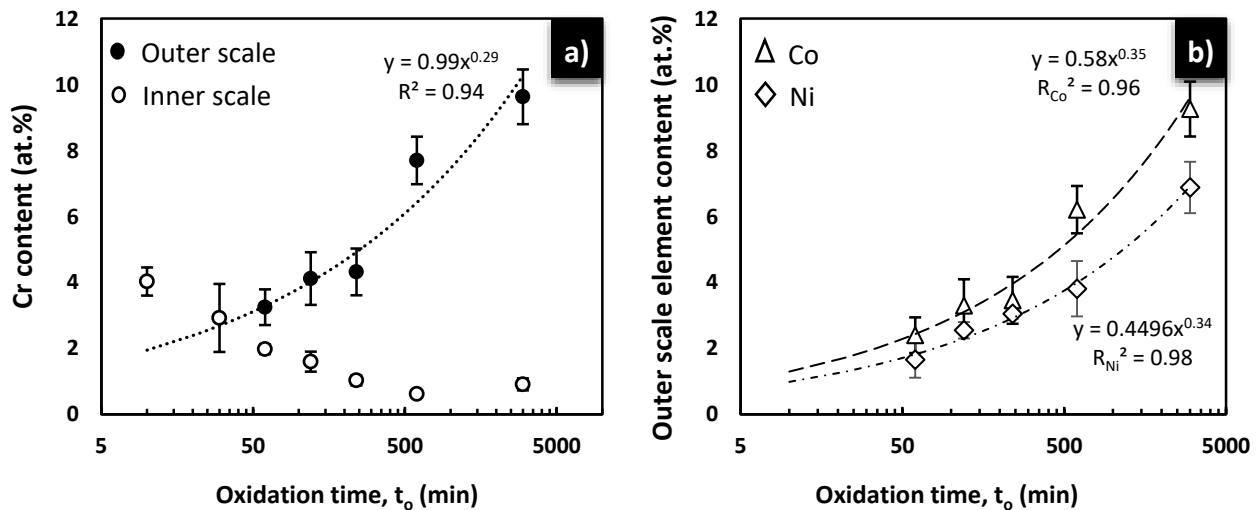 a)
Outer scale
Inner scale
y = 0.99x^0.29
R² = 0.94
Cr content (at.%)
12
10
8
6
4
2
0
5
50
500
5000
Oxidation time, t_o (min)
b)
Co
Ni
y = 0.58x^0.35
R_Co² = 0.96
y = 0.4496x^0.34
R_Ni² = 0.98
Outer scale element content (at.%)
12
10
8
6
4
2
0
5
50
500
5000
Oxidation time, t_o (min)